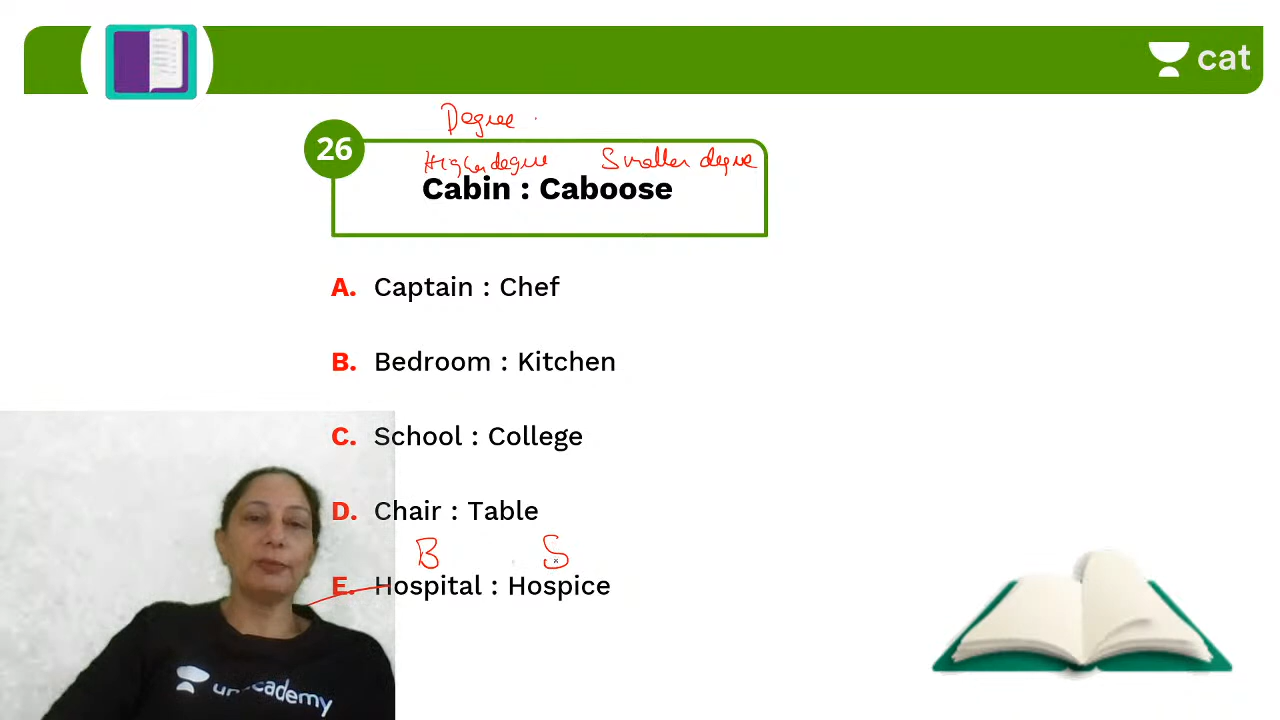 cat
Degree
26
Higher degree Smaller degree
Cabin : Caboose
A. Captain : Chef
B. Bedroom : Kitchen
C. School : College
D. Chair : Table
B S
E. Hospital : Hospice
unacademy